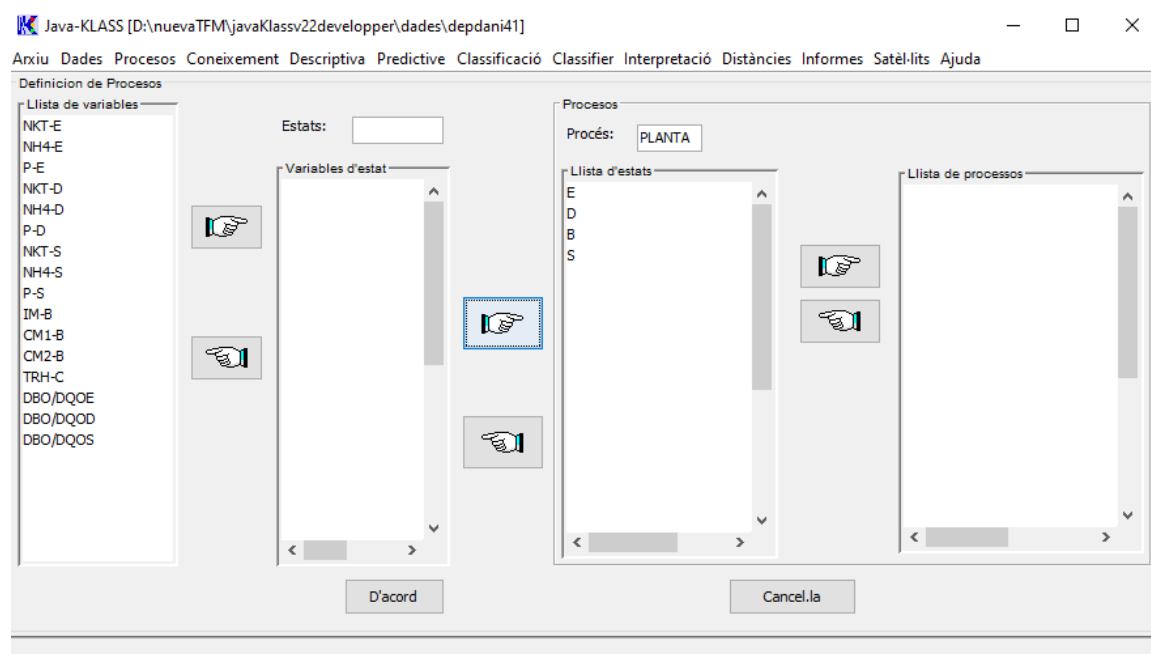 Java-KLASS [D:\nuevaTFM\javaKlassv22developper\dades\depdani41]
Arxiu Dades Procesos Coneixement Descriptiva Predictive Classificació Classifier Interpretació Distàncies Informes Satèl·lits Ajuda
Definicion de Procesos
Llista de variables
NKT-E
NH4-E
P-E
NKT-D
NH4-D
P-D
NKT-S
NH4-S
P-S
IM-B
CM1-B
CM2-B
TRH-C
DBO/DQOE
DBO/DQOD
DBO/DQOS
Estats:
Variables d'estat
Procesos
Procés: PLANTA
Llista d'estats
E
D
B
S
Llista de processos
D'acord
Cancel.la